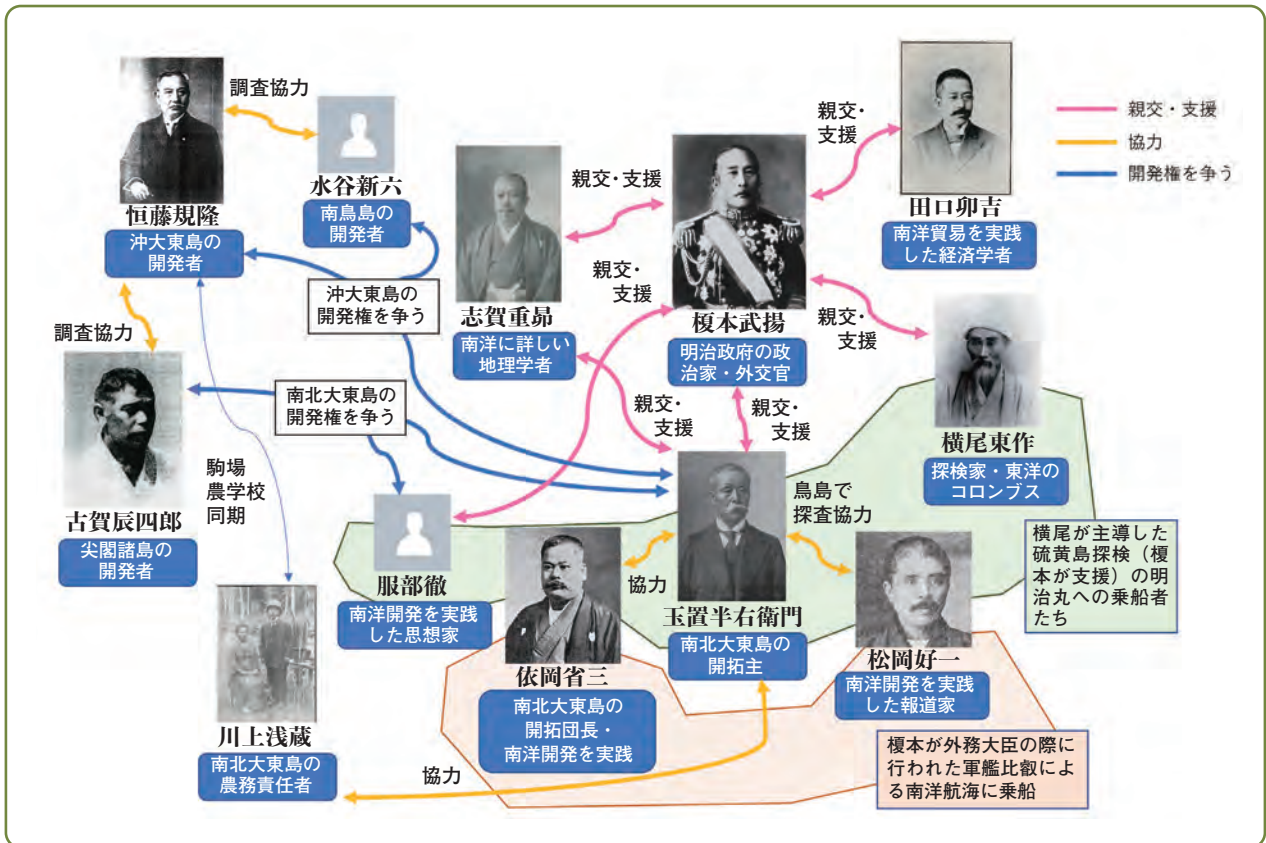 親交・支援
協力
開発権を争う
調査協力
恒藤規隆
沖大東島の
開発者
水谷新六
南鳥島の
開発者
志賀重昻
南洋に詳しい
地理学者
親交・支援
榎本武揚
明治政府の政
治家・外交官
親交・
支援
田口卯吉
南洋貿易を実践
した経済学者
親交・
支援
親交・
支援
横尾東作
探検家・東洋の
コロンブス
沖大東島の
開発権を争う
調査協力
古賀辰四郎
尖閣諸島の
開発者
南北大東島の
開発権を争う
親交・
支援
親交・
支援
駒場
農学校
同期
服部徹
南洋開発を実践
した思想家
協力
玉置半右衛門
南北大東島の
開拓主
鳥島で
探査協力
依岡省三
南北大東島の
開拓団長・
南洋開発を実践
松岡好一
南洋開発を実践
した報道家
横尾が主導した
硫黄島探検（榎
本が支援）の明
治丸への乗船者
たち
川上浅蔵
南北大東島の
農務責任者
協力
榎本が外務大臣の際に
行われた軍艦比叡によ
る南洋航海に乗船